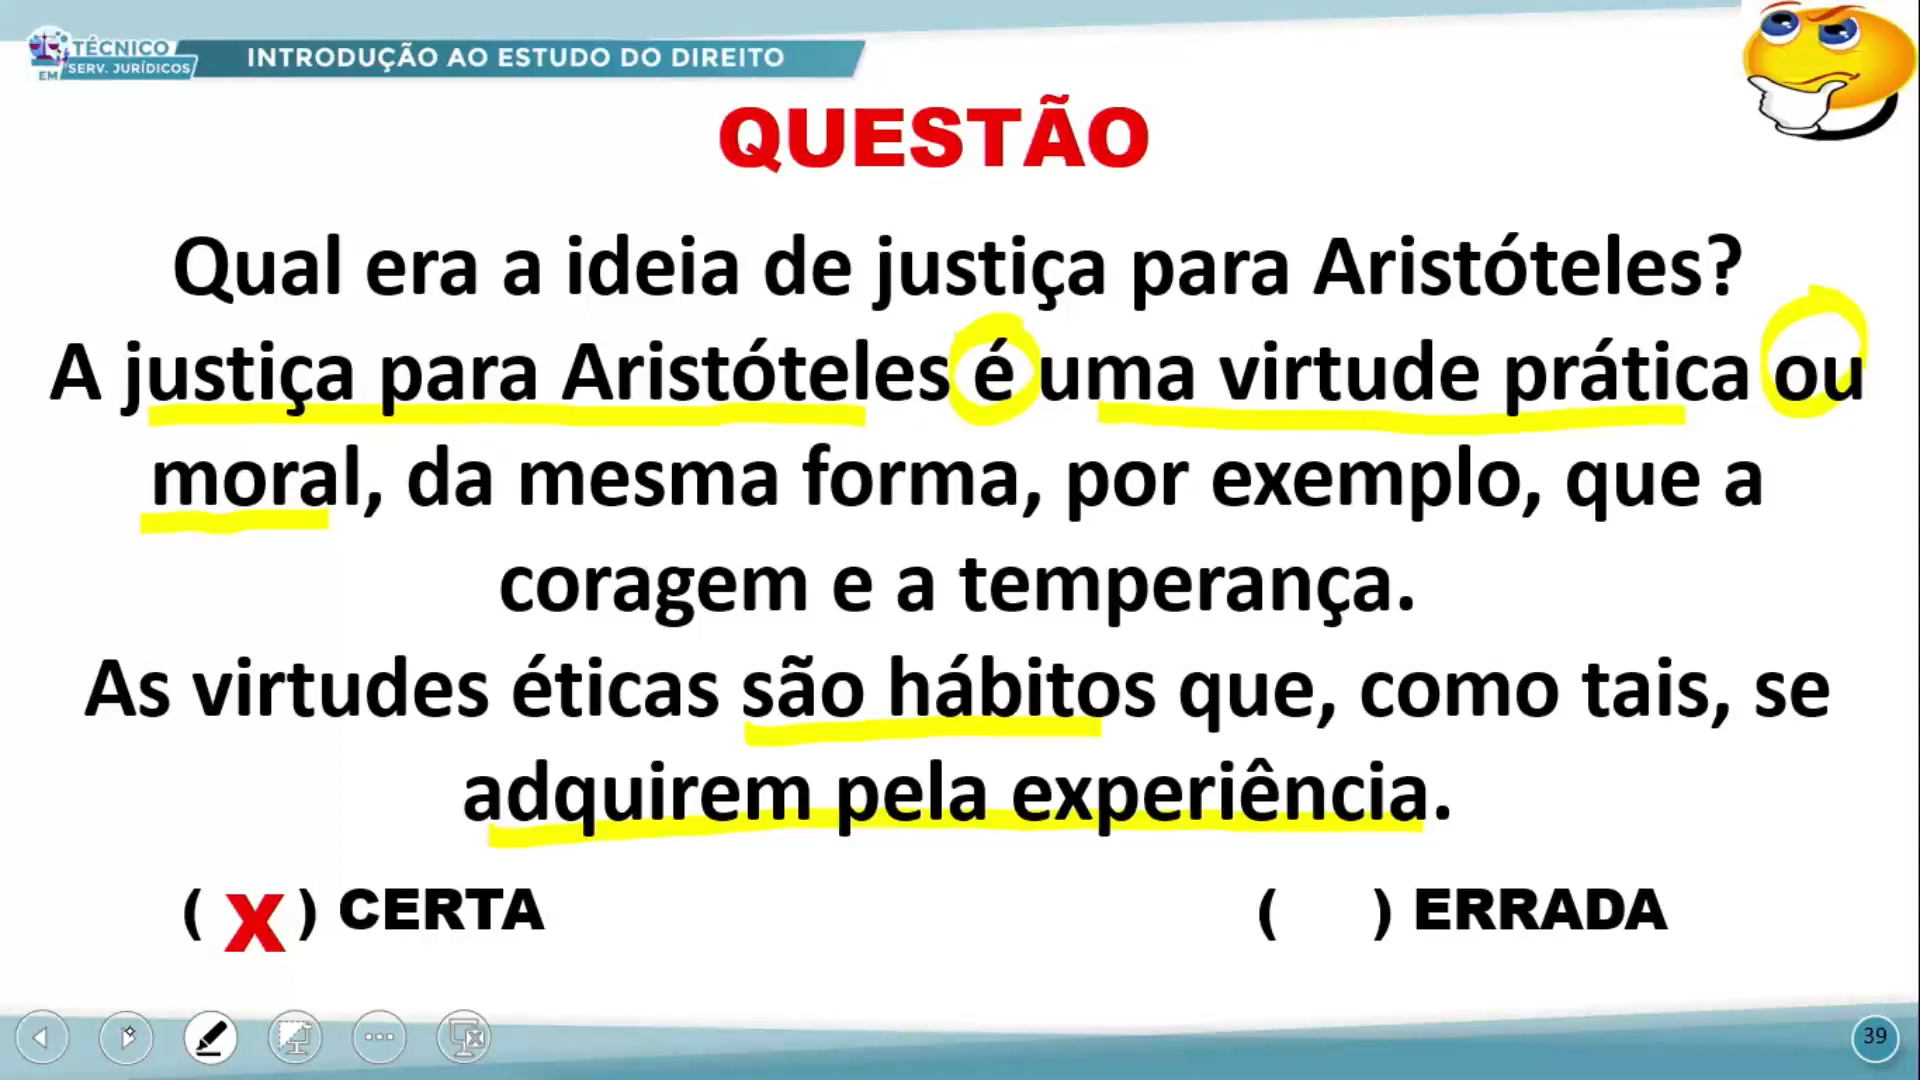 TÉCNICO
EM SERV. JURÍDICOS
INTRODUÇÃO AO ESTUDO DO DIREITO
QUESTÃO
Qual era a ideia de justiça para Aristóteles?
A justiça para Aristóteles é uma virtude prática ou
moral, da mesma forma, por exemplo, que a
coragem e a temperança.
As virtudes éticas são hábitos que, como tais, se
adquirem pela experiência.
( X ) CERTA
( ) ERRADA
39